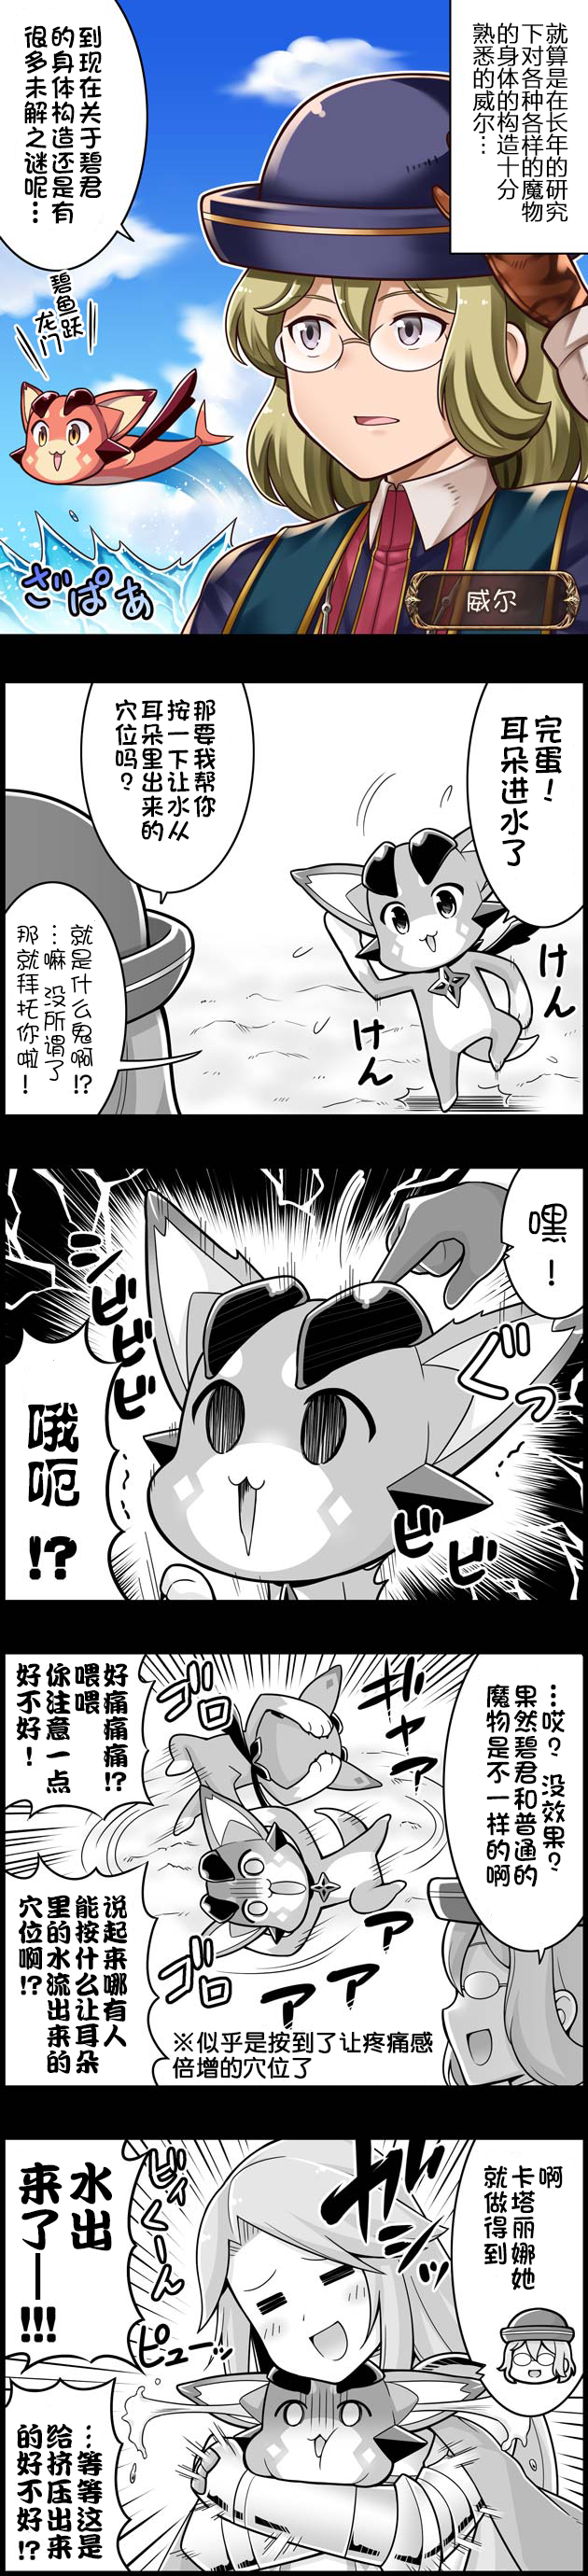 就算是在长年的研究
下对各种各样的魔物
的身体的构造十分
熟悉的威尔…
到现在关于碧君
的身体构造还是有
很多未解之谜呢…
碧鱼跃
龙门
ざぱぁ
威尔
完蛋！
耳朵进水了
那要我帮你
按一下让水从
耳朵里出来的
穴位吗？
けん
けん
就是什么鬼啊!?
…嘛 没所谓了
那就拜托你啦！
嘿！
ぐっ
シビビビ
ビビ
哦呃!?
…哎？没效果？
果然碧君和普通的
魔物是不一样的啊
ギャァァ
ゴロ
好痛痛痛!?
喂喂
你注意一点
好不好！
アアア
ゴロ
说起来哪有人
能按什么让耳朵
里的水流出来的
穴位啊!?
※似乎是按到了让疼痛感
倍增的穴位了
啊
卡塔丽娜她
就做得到
ガシッ
ビィくーん
ピューッ
水出
来了—!!!
…等等这是
给挤压出来
的好不好!?